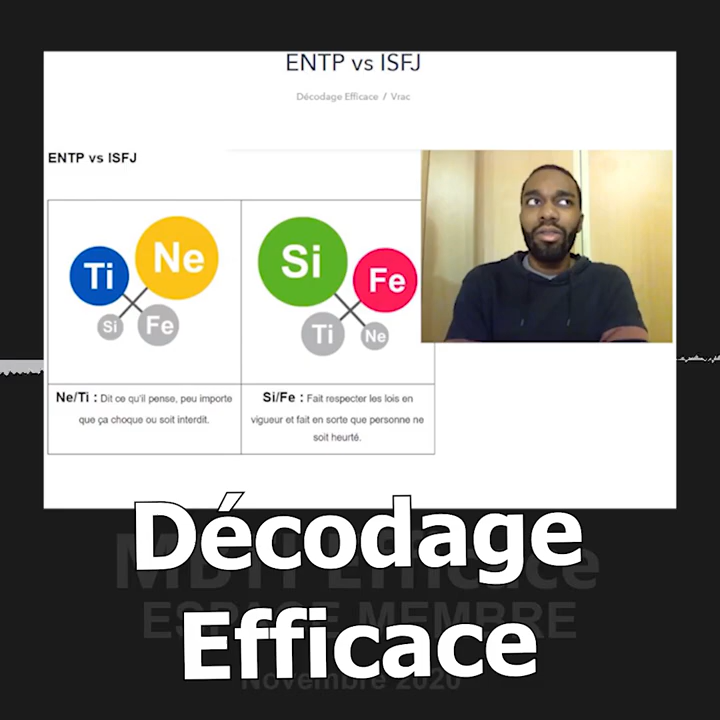 ENTP vs ISFJ
Décodage Efficace / Vrac
ENTP vs ISFJ
Ti
Ne
Si
Fe
Si
Fe
Ti
Ne
Ne/Ti : Dit ce qu'il pense, peu importe
que ça choque ou soit interdit.
Si/Fe : Fait respecter les lois en
vigueur et fait en sorte que personne ne
soit heurté.
Décodage
MBTI Efficace
ESPACE MEMBRE
Efficace
Novembre 2020